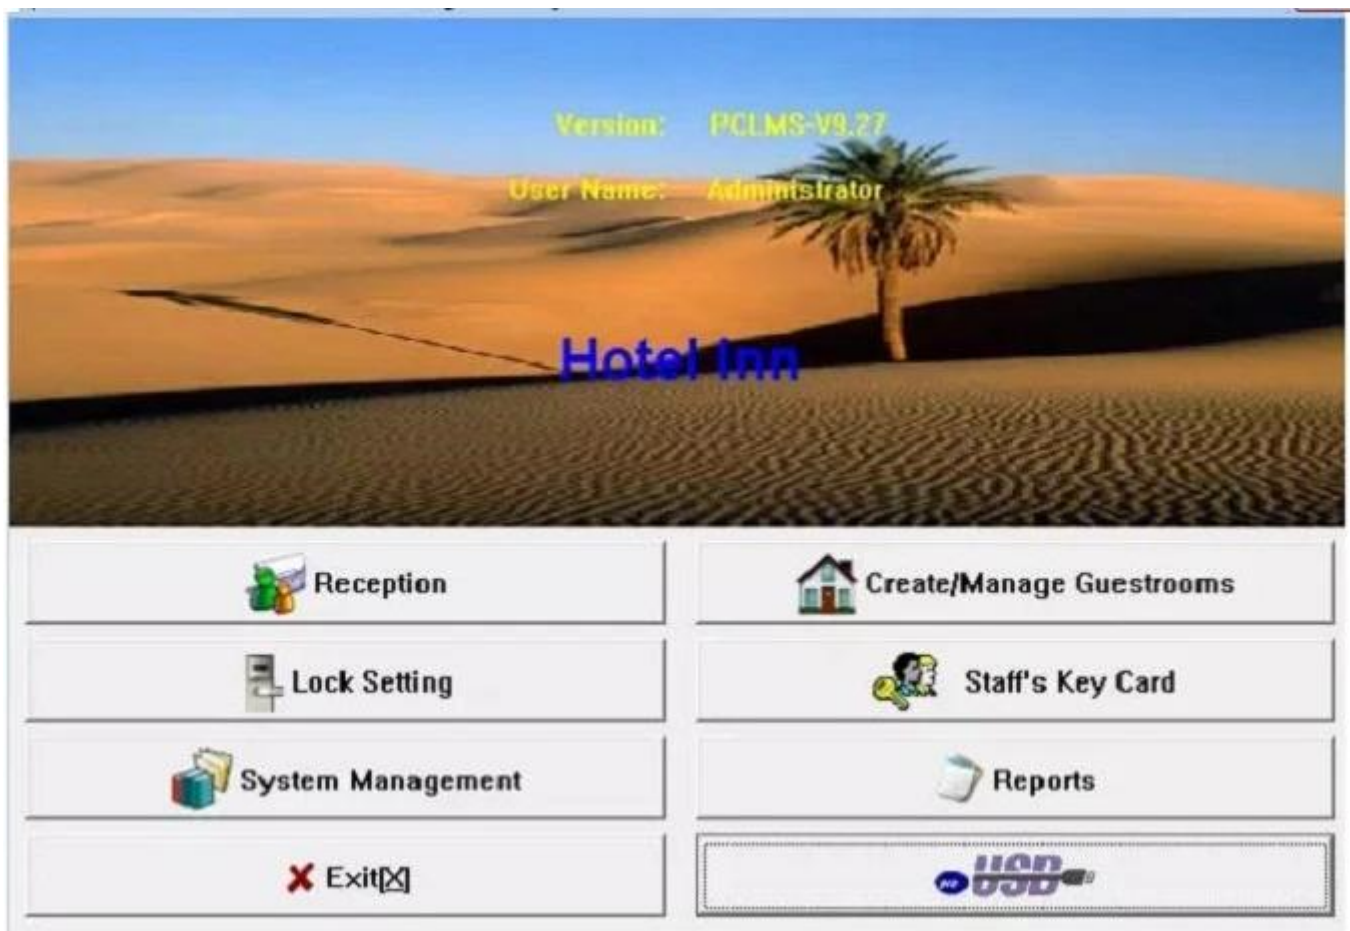 Version: PCLMS-V9.27
User Name: Administrator
Hotel Inn
Reception
Create/Manage Guestrooms
Lock Setting
Staff's Key Card
System Management
Reports
Exit[X]
no USB